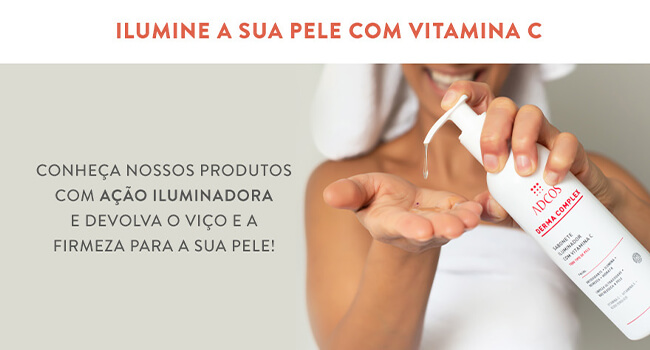 ILUMINE A SUA PELE COM VITAMINA C
CONHEÇA NOSSOS PRODUTOS
COM AÇÃO ILUMINADORA
E DEVOLVA O VIÇO E A
FIRMEZA PARA A SUA PELE!
ADCOS
DERMA COMPLEX
SABONETE
ILUMINADOR
COM VITAMINA C